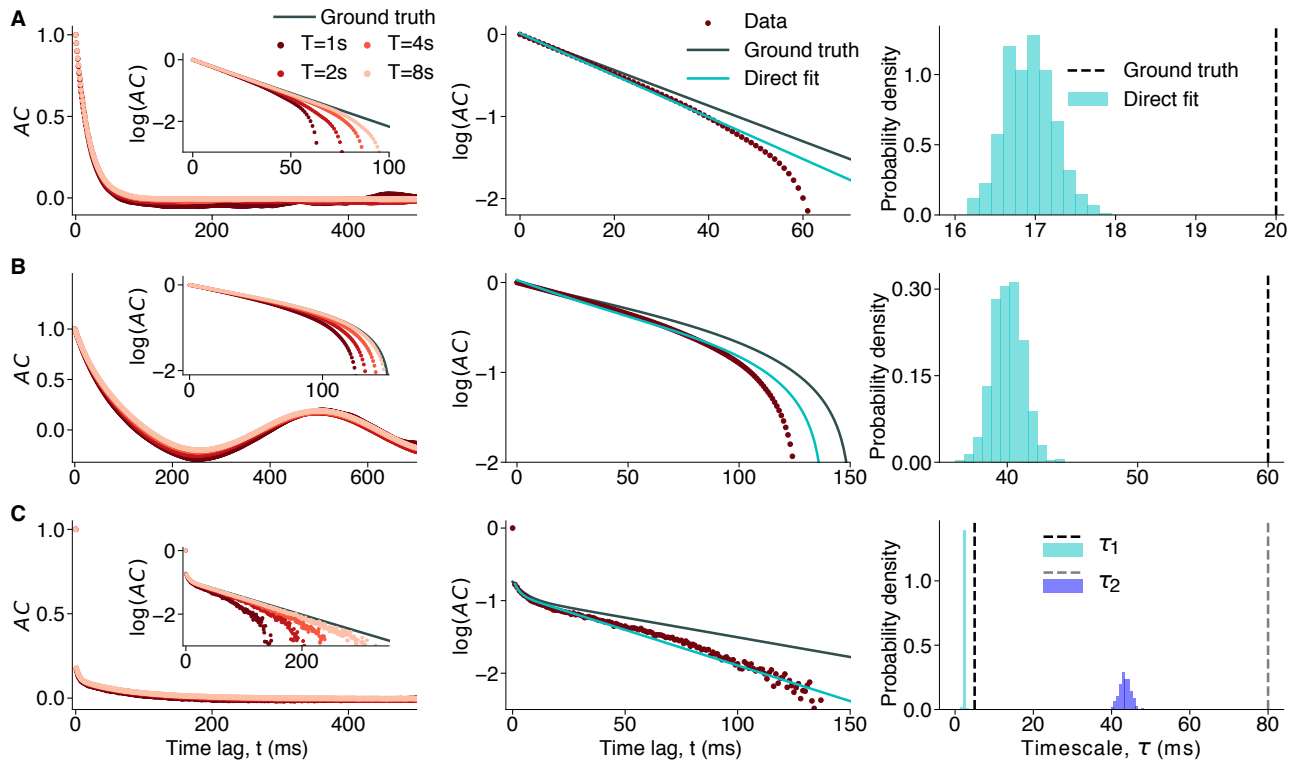 A
AC
1.0
0.5
0.0
0
200
400
Ground truth
T=1s
T=4s
T=2s
T=8s
log(AC)
0
−2
0
50
100
log(AC)
0
−1
−2
0
20
40
60
Data
Ground truth
Direct fit
Probability density
1.0
0.5
0.0
16
17
18
19
20
Ground truth
Direct fit
B
AC
1.0
0.5
0.0
0
200
400
600
log(AC)
0
−2
0
100
log(AC)
0
−1
−2
0
50
100
150
Probability density
0.30
0.15
0.00
40
50
60
C
AC
1.0
0.5
0.0
0
200
400
Time lag, t (ms)
log(AC)
0
−2
0
200
log(AC)
0
−1
−2
0
50
100
150
Time lag, t (ms)
Probability density
1.0
0.5
0.0
0
20
40
60
80
Timescale, τ (ms)
τ1
τ2